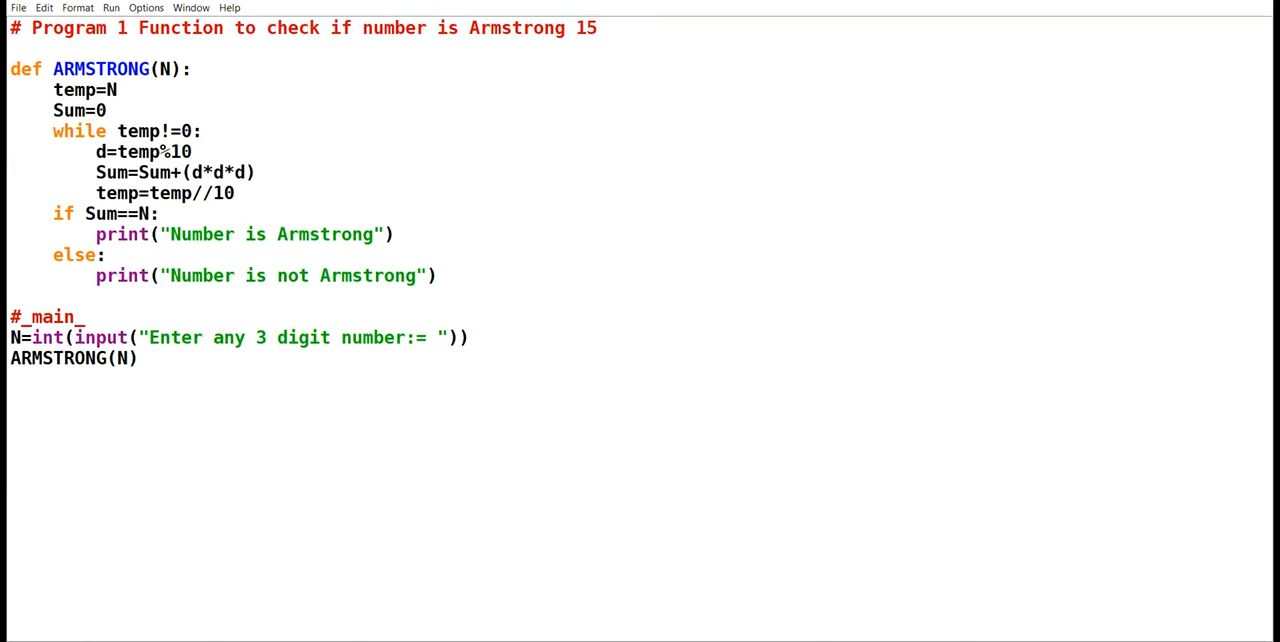 File Edit Format Run Options Window Help
# Program 1 Function to check if number is Armstrong 15
def ARMSTRONG(N):
    temp=N
    Sum=0
    while temp!=0:
        d=temp%10
        Sum=Sum+(d*d*d)
        temp=temp//10
    if Sum==N:
        print("Number is Armstrong")
    else:
        print("Number is not Armstrong")
#_main_
N=int(input("Enter any 3 digit number:= "))
ARMSTRONG(N)